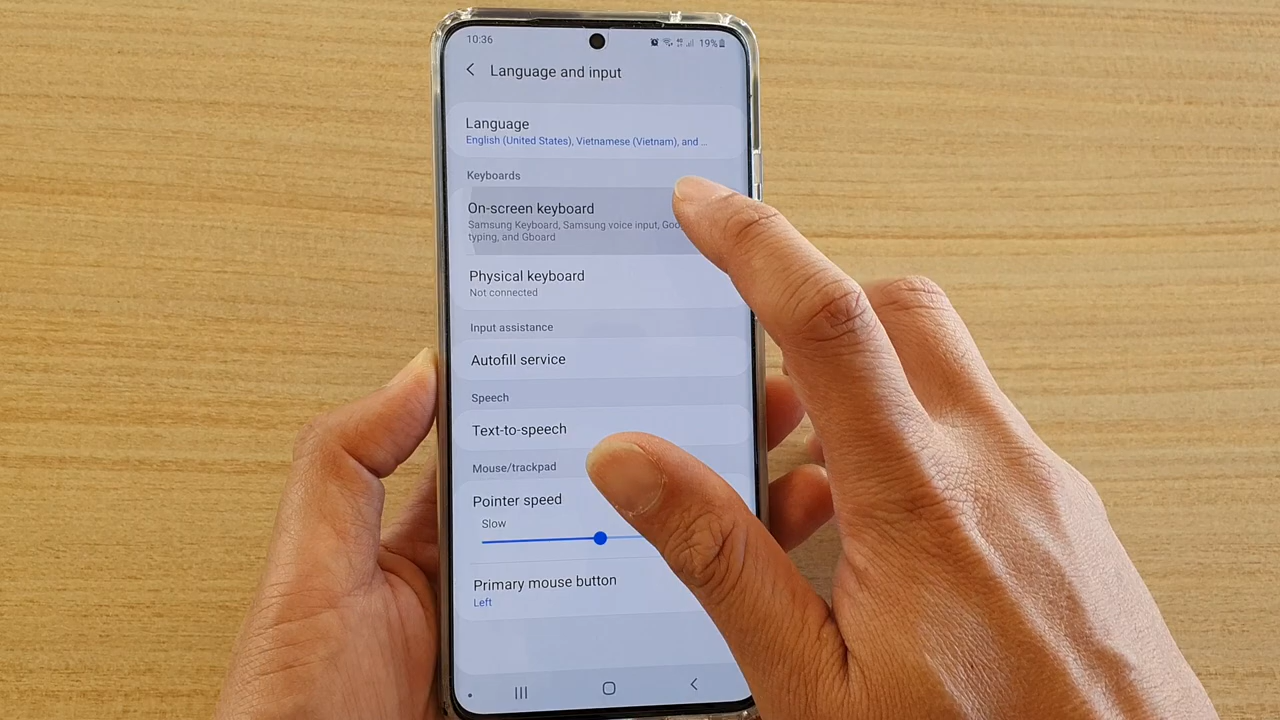 10:36
19%
Language and input
Language
English (United States), Vietnamese (Vietnam), and ...
Keyboards
On-screen keyboard
Samsung Keyboard, Samsung voice input,
typing, and Gboard
Physical keyboard
Not connected
Input assistance
Autofill service
Speech
Text-to-speech
Mouse/trackpad
Pointer speed
Slow
Primary mouse button
Left